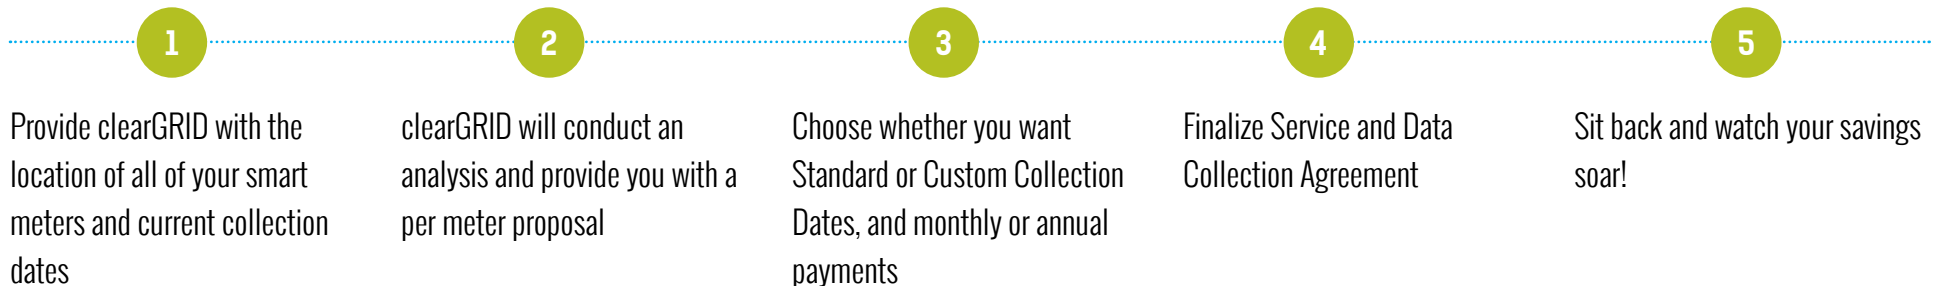 1
Provide clearGRID with the
location of all of your smart
meters and current collection
dates
2
clearGRID will conduct an
analysis and provide you with a
per meter proposal
3
Choose whether you want
Standard or Custom Collection
Dates, and monthly or annual
payments
4
Finalize Service and Data
Collection Agreement
5
Sit back and watch your savings
soar!